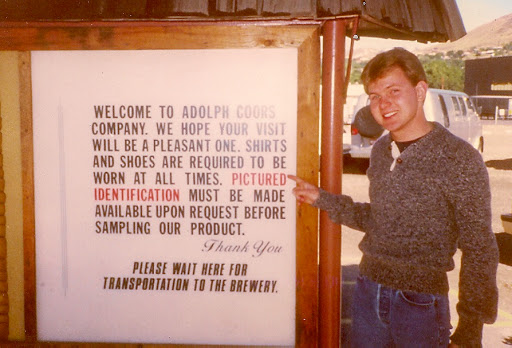 WELCOME TO ADOLPH COORS
COMPANY. WE HOPE YOUR VISIT
WILL BE A PLEASANT ONE. SHIRTS
AND SHOES ARE REQUIRED TO BE
WORN AT ALL TIMES. PICTURED
IDENTIFICATION MUST BE MADE
AVAILABLE UPON REQUEST BEFORE
SAMPLING OUR PRODUCT.
Thank You
PLEASE WAIT HERE FOR
TRANSPORTATION TO THE BREWERY.